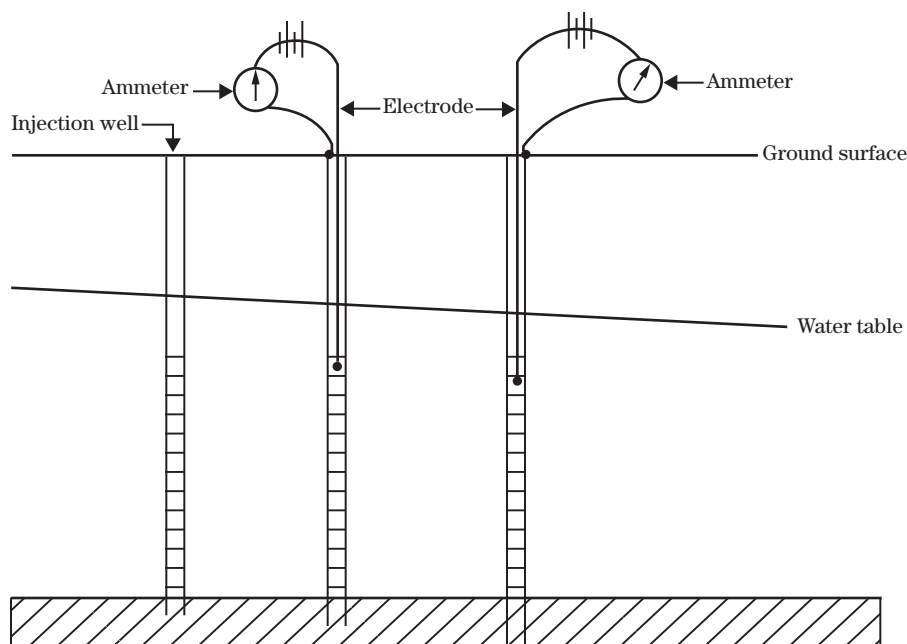 Ammeter
Ammeter
Electrode
Injection well
Ground surface
Water table